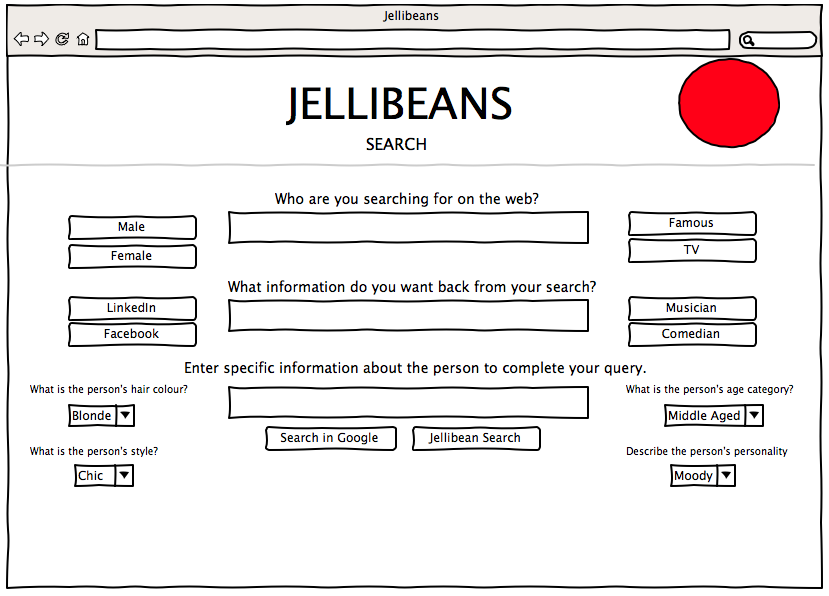 Jellibeans
JELLIBEANS
SEARCH
Who are you searching for on the web?
Male
Female
Famous
TV
What information do you want back from your search?
LinkedIn
Facebook
Musician
Comedian
Enter specific information about the person to complete your query.
What is the person's hair colour?
Blonde
What is the person's age category?
Middle Aged
Search in Google
Jellibean Search
What is the person's style?
Chic
Describe the person's personality
Moody